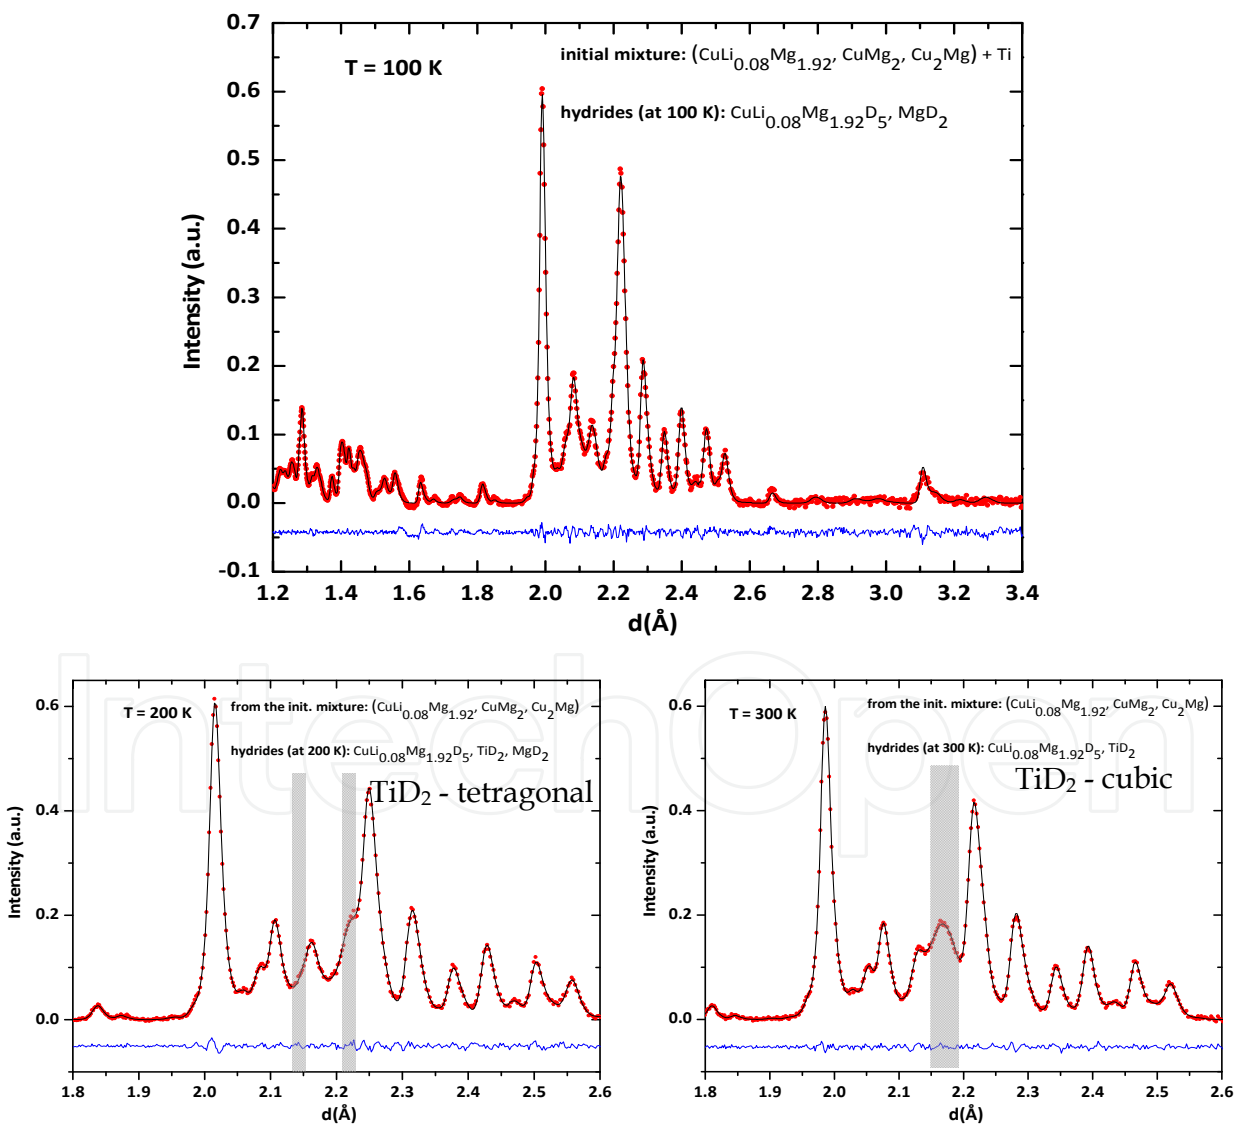 0.7
0.6
0.5
0.4
0.3
0.2
0.1
0.0
-0.1
Intensity (a.u.)
T = 100 K
initial mixture: (CuLi0.08Mg1.92, CuMg2, Cu2Mg) + Ti
hydrides (at 100 K): CuLi0.08Mg1.92D5, MgD2
1.2 1.4 1.6 1.8 2.0 2.2 2.4 2.6 2.8 3.0 3.2 3.4
d(Å)
IntechOpen
0.6
0.4
0.2
0.0
Intensity (a.u.)
T = 200 K
from the init. mixture: (CuLi0.08Mg1.92, CuMg2, Cu2Mg)
hydrides (at 200 K): CuLi0.08Mg1.92D5, TiD2, MgD2
TiD2 - tetragonal
1.8 1.9 2.0 2.1 2.2 2.3 2.4 2.5 2.6
d(Å)
0.6
0.4
0.2
0.0
Intensity (a.u.)
T = 300 K
from the init. mixture: (CuLi0.08Mg1.92, CuMg2, Cu2Mg)
hydrides (at 300 K): CuLi0.08Mg1.92D5, TiD2
TiD2 - cubic
1.8 1.9 2.0 2.1 2.2 2.3 2.4 2.5 2.6
d(Å)